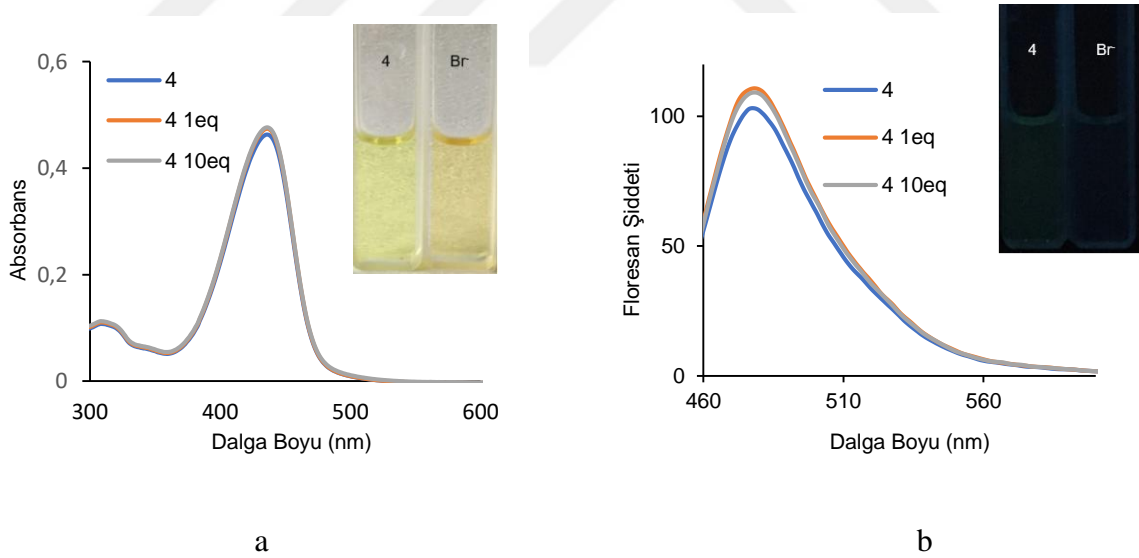 0,6
0,4
0,2
0
300
400
500
600
Absorbans
Dalga Boyu (nm)
4
4 1eq
4 10eq
4
Br-
a
100
50
0
460
510
560
Floresan Şiddeti
Dalga Boyu (nm)
4
4 1eq
4 10eq
4
Br-
b